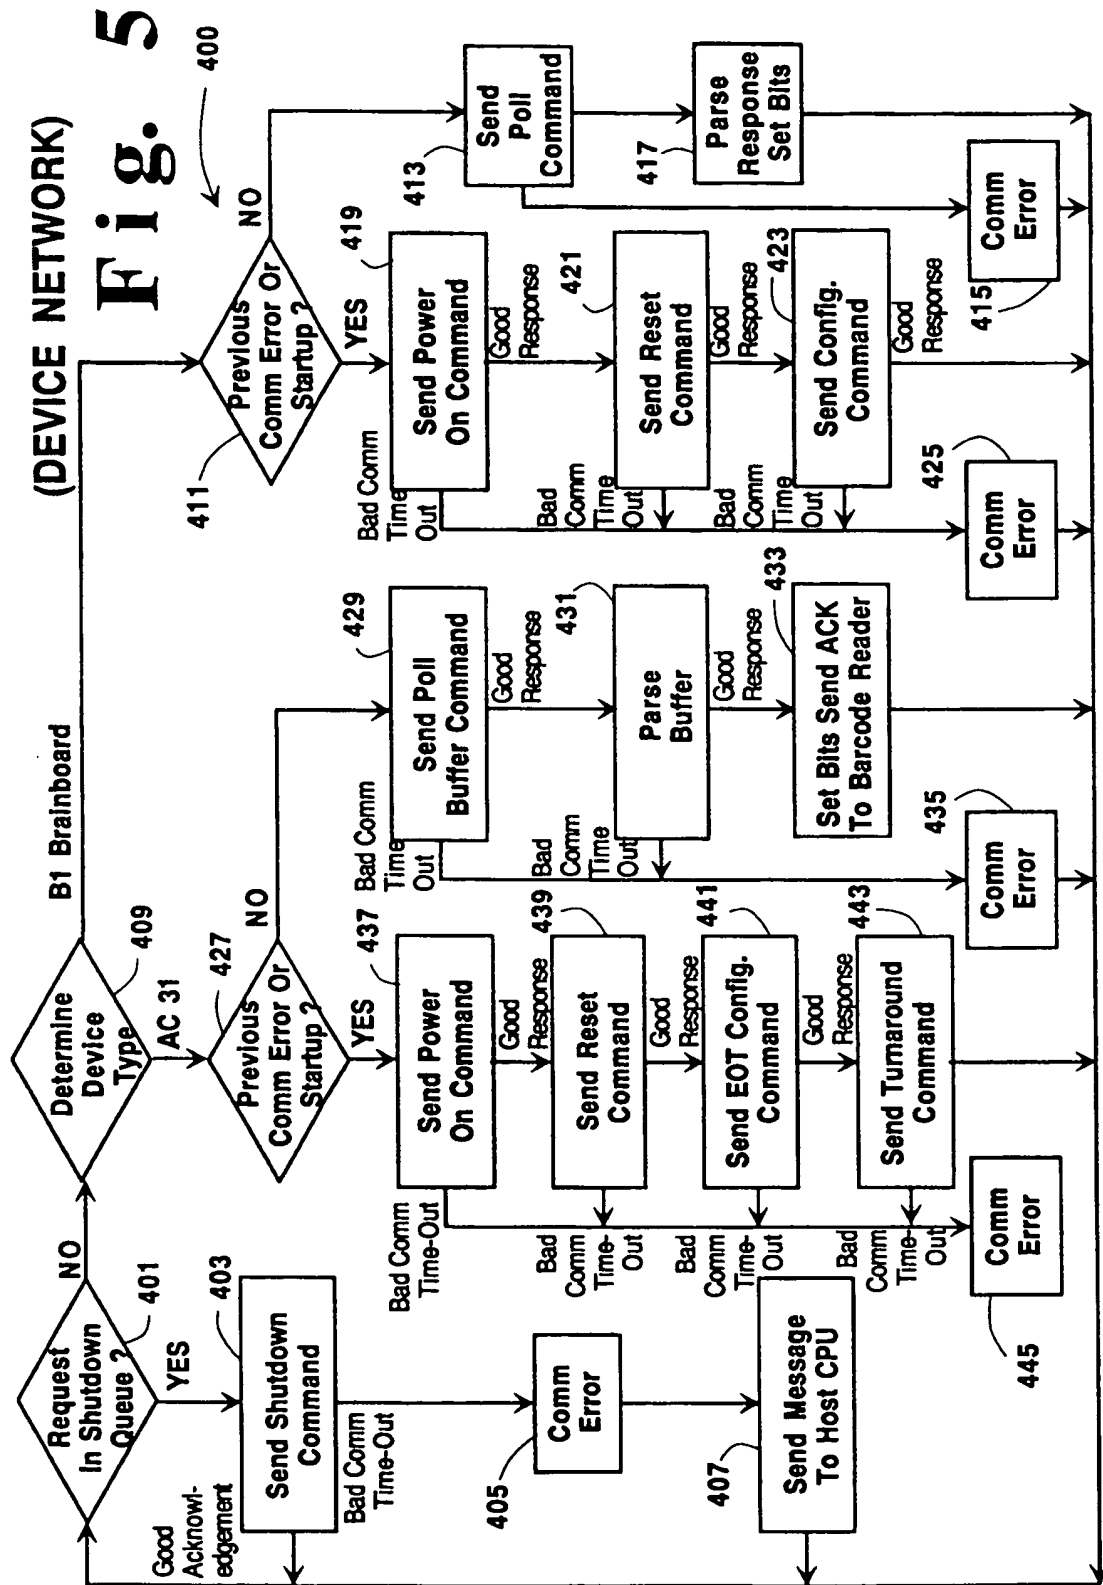 (DEVICE NETWORK)
Fig. 5
400
Request
In Shutdown
Queue ?
401
NO
YES
403
Send Shutdown
Command
Good
Acknowl-
edgement
Bad Comm
Time-Out
Comm
Error
405
Send Message
To Host CPU
407
Determine
Device
Type
409
B1 Brainboard
AC 31
Previous
Comm Error Or
Startup ?
427
NO
YES
437
Send Power
On Command
Bad Comm
Time-Out
Good
Response
439
Send Reset
Command
Bad
Comm
Time-
Out
Good
Response
441
Send EOT Config.
Command
Bad
Comm
Time-
Out
Good
Response
443
Send Turnaround
Command
Bad
Comm
Time-
Out
Comm
Error
445
429
Send Poll
Buffer Command
Bad Comm
Time
Out
Good
Response
431
Parse
Buffer
Bad
Comm
Time
Out
Good
Response
433
Set Bits Send ACK
To Barcode Reader
435
Comm
Error
Previous
Comm Error Or
Startup ?
411
NO
YES
419
Send Power
On Command
Bad Comm
Time
Out
Good
Response
421
Send Reset
Command
Bad
Comm
Time
Out
Good
Response
423
Send Config.
Command
Bad
Comm
Time
Out
Good
Response
425
Comm
Error
413
Send
Poll
Command
417
Parse
Response
Set Bits
Comm
Error
415